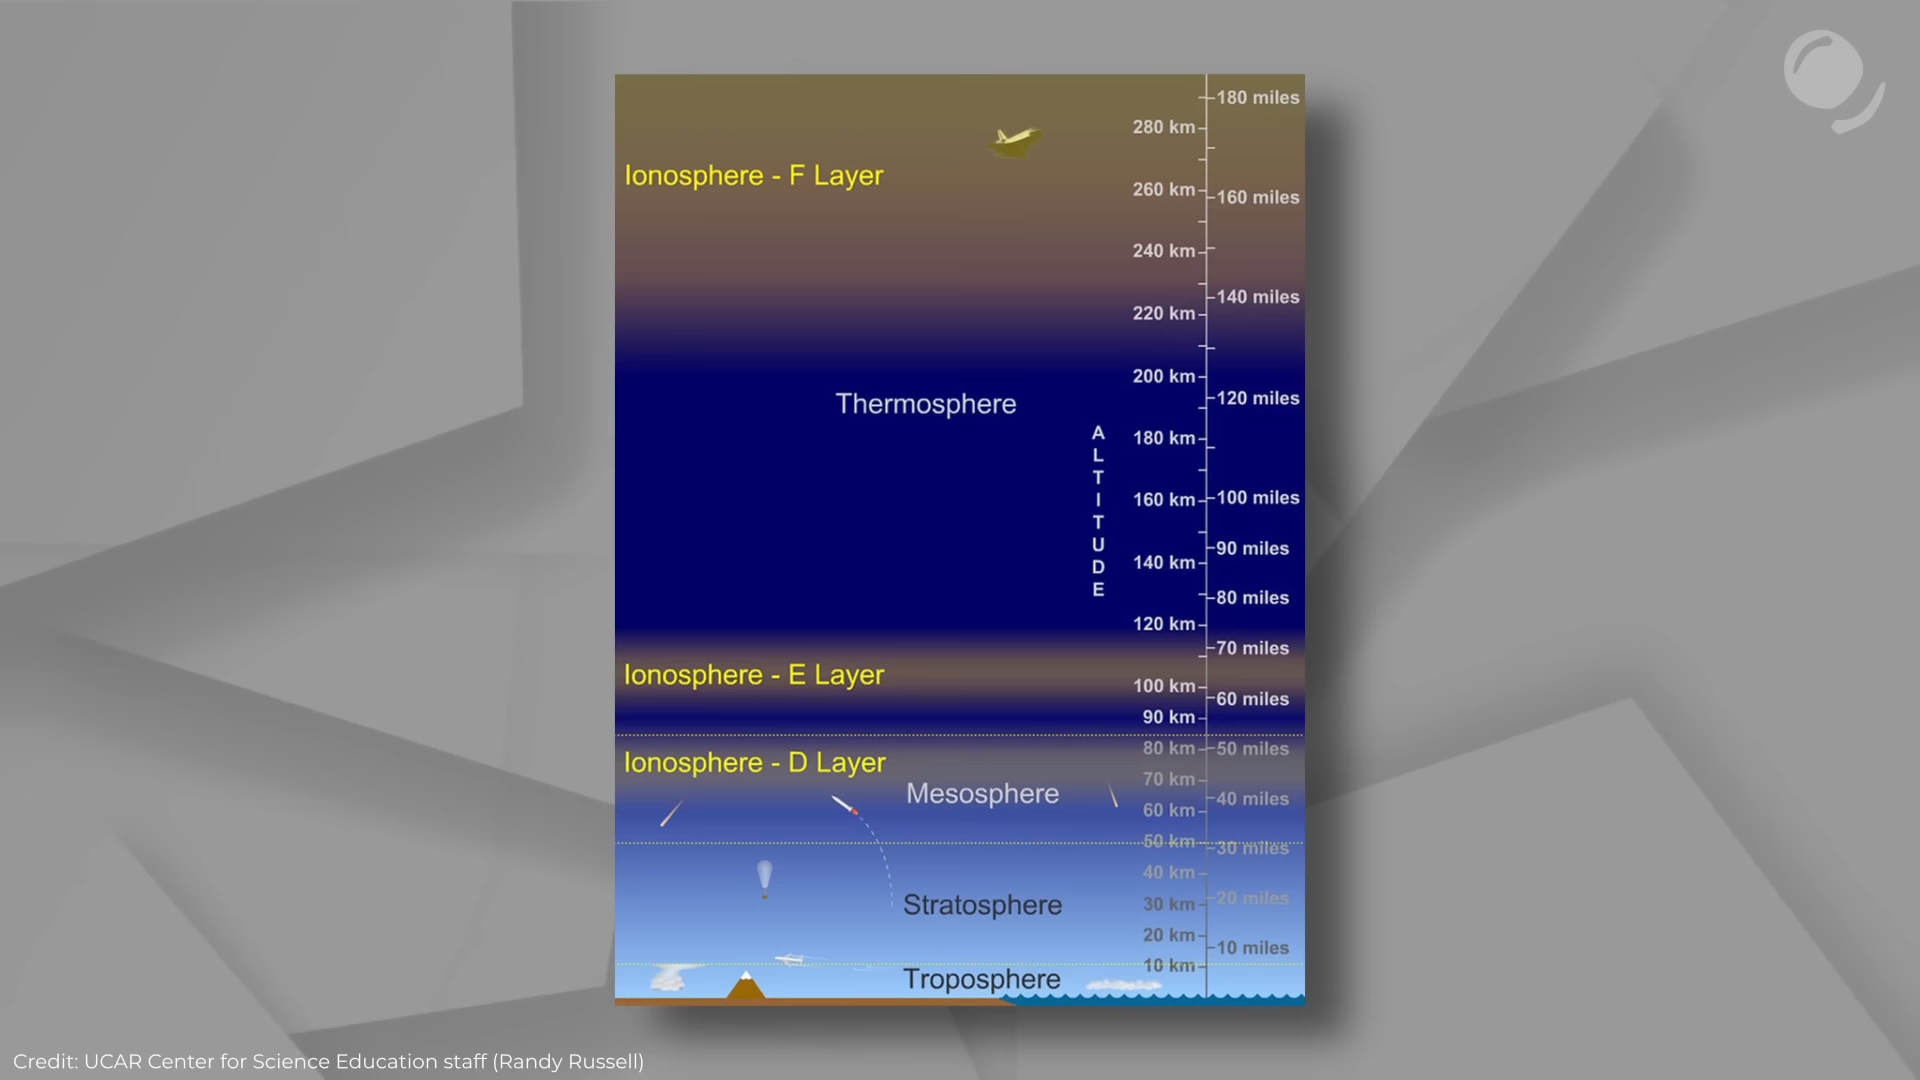 180 miles
280 km
Ionosphere - F Layer
260 km
160 miles
240 km
140 miles
220 km
200 km
120 miles
Thermosphere
ALTITUDE
180 km
160 km
100 miles
90 miles
140 km
80 miles
120 km
70 miles
Ionosphere - E Layer
100 km
60 miles
90 km
80 km
50 miles
Ionosphere - D Layer
70 km
Mesosphere
40 miles
60 km
50 km
30 miles
40 km
20 miles
Stratosphere
30 km
20 km
10 miles
10 km
Troposphere
Credit: UCAR Center for Science Education staff (Randy Russell)